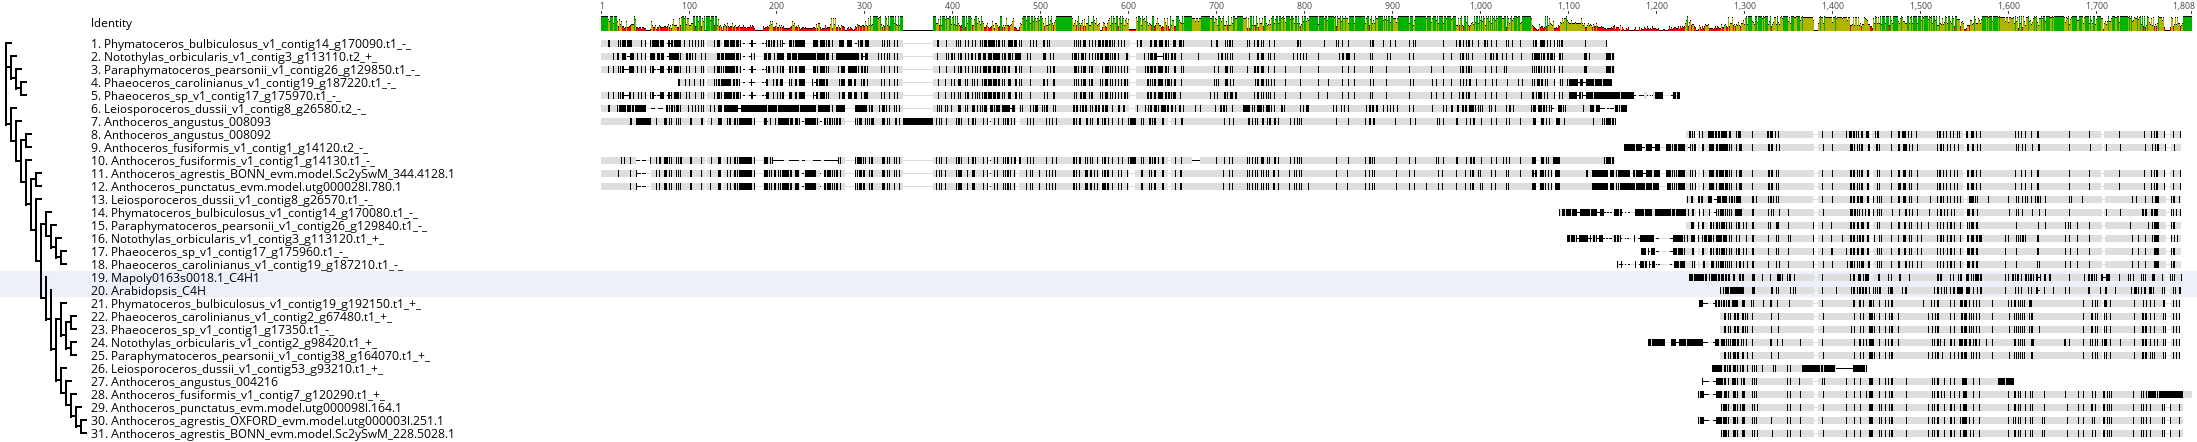 1 100 200 300 400 500 600 700 800 900 1,000 1,100 1,200 1,300 1,400 1,500 1,600 1,700 1,808
Identity
1. Phymatoceros_bulbiculosus_v1_contig14_g170090.t1_-_
2. Notothylas_orbicularis_v1_contig3_g113110.t2_+_
3. Paraphymatoceros_pearsonii_v1_contig26_g129850.t1_-_
4. Phaeoceros_carolinianus_v1_contig19_g187220.t1_-_
5. Phaeoceros_sp_v1_contig17_g175970.t1_-_
6. Leiosporoceros_dussii_v1_contig8_g26580.t2_-_
7. Anthoceros_angustus_008093
8. Anthoceros_angustus_008092
9. Anthoceros_fusiformis_v1_contig1_g14120.t2_-_
10. Anthoceros_fusiformis_v1_contig1_g14130.t1_-_
11. Anthoceros_agrestis_BONN_evm.model.Sc2ySwM_344.4128.1
12. Anthoceros_punctatus_evm.model.utg000028l.780.1
13. Leiosporoceros_dussii_v1_contig8_g26570.t1_-_
14. Phymatoceros_bulbiculosus_v1_contig14_g170080.t1_-_
15. Paraphymatoceros_pearsonii_v1_contig26_g129840.t1_-_
16. Notothylas_orbicularis_v1_contig3_g113120.t1_+_
17. Phaeoceros_sp_v1_contig17_g175960.t1_-_
18. Phaeoceros_carolinianus_v1_contig19_g187210.t1_-_
19. Mapoly0163s0018.1_C4H1
20. Arabidopsis_C4H
21. Phymatoceros_bulbiculosus_v1_contig19_g192150.t1_+_
22. Phaeoceros_carolinianus_v1_contig2_g67480.t1_+_
23. Phaeoceros_sp_v1_contig1_g17350.t1_-_
24. Notothylas_orbicularis_v1_contig2_g98420.t1_+_
25. Paraphymatoceros_pearsonii_v1_contig38_g164070.t1_+_
26. Leiosporoceros_dussii_v1_contig53_g93210.t1_+_
27. Anthoceros_angustus_004216
28. Anthoceros_fusiformis_v1_contig7_g120290.t1_+_
29. Anthoceros_punctatus_evm.model.utg000098l.164.1
30. Anthoceros_agrestis_OXFORD_evm.model.utg000003l.251.1
31. Anthoceros_agrestis_BONN_evm.model.Sc2ySwM_228.5028.1